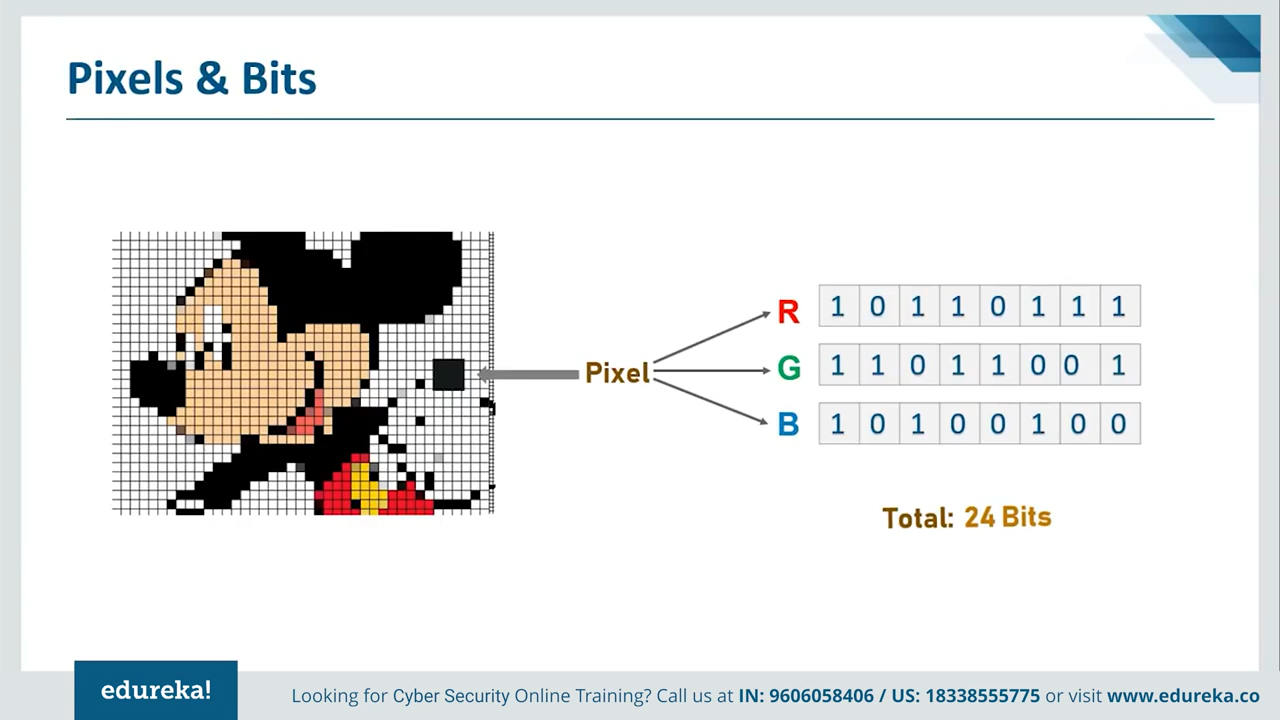 Pixels & Bits
R 1 0 1 1 0 1 1 1
Pixel
G 1 1 0 1 1 0 0 1
B 1 0 1 0 0 1 0 0
Total: 24 Bits
edureka!
Looking for Cyber Security Online Training? Call us at IN: 9606058406 / US: 18338555775 or visit www.edureka.co